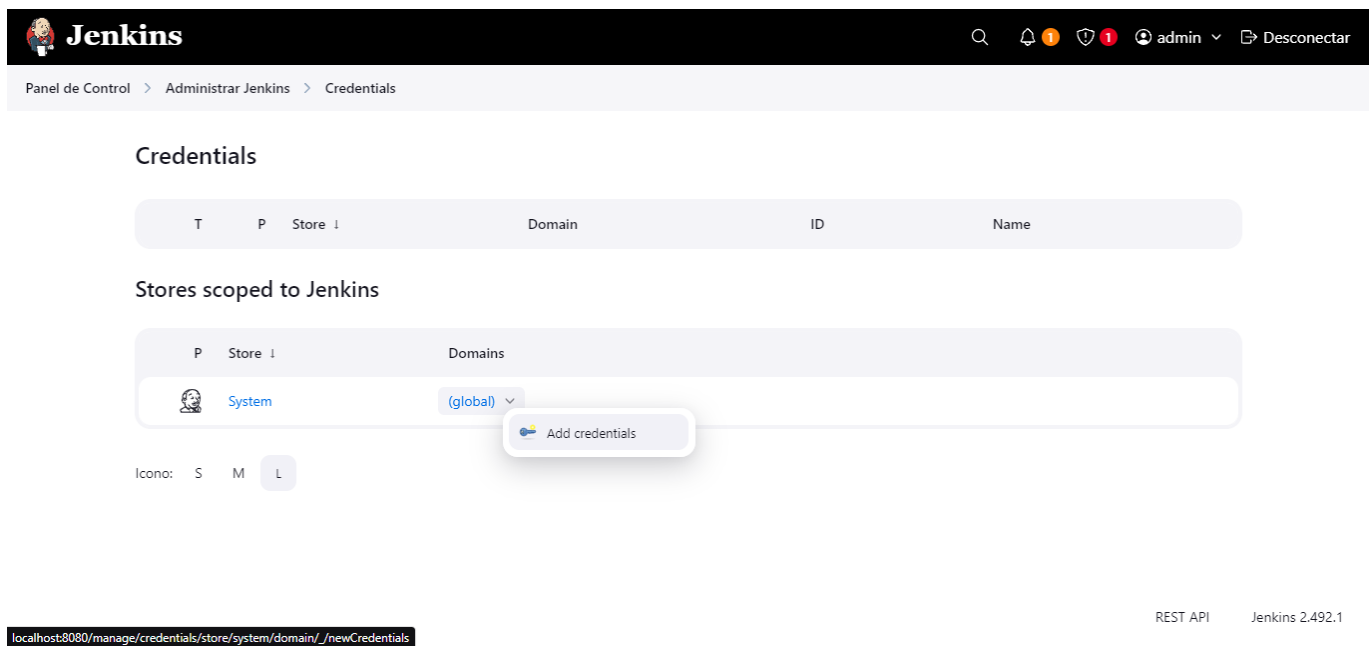 Jenkins 1 1 admin Desconectar
Panel de Control > Administrar Jenkins > Credentials
Credentials
T P Store ↓ Domain ID Name
Stores scoped to Jenkins
P Store ↓ Domains
System (global)
Add credentials
Icono: S M L
REST API Jenkins 2.492.1
localhost:8080/manage/credentials/store/system/domain/_/newCredentials